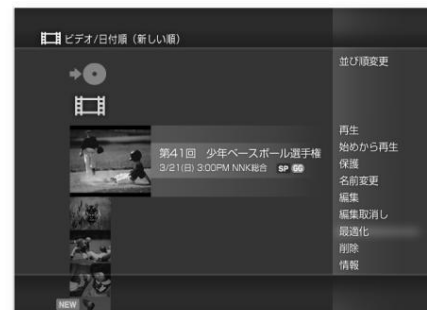 ビデオ/日付順（新しい順）
並び順変更
第41回　少年ベースボール選手権
3/21(日) 3:00PM NNK総合 SP GG
再生
始めから再生
保護
名前変更
編集
編集取消し
最適化
削除
情報
NEW